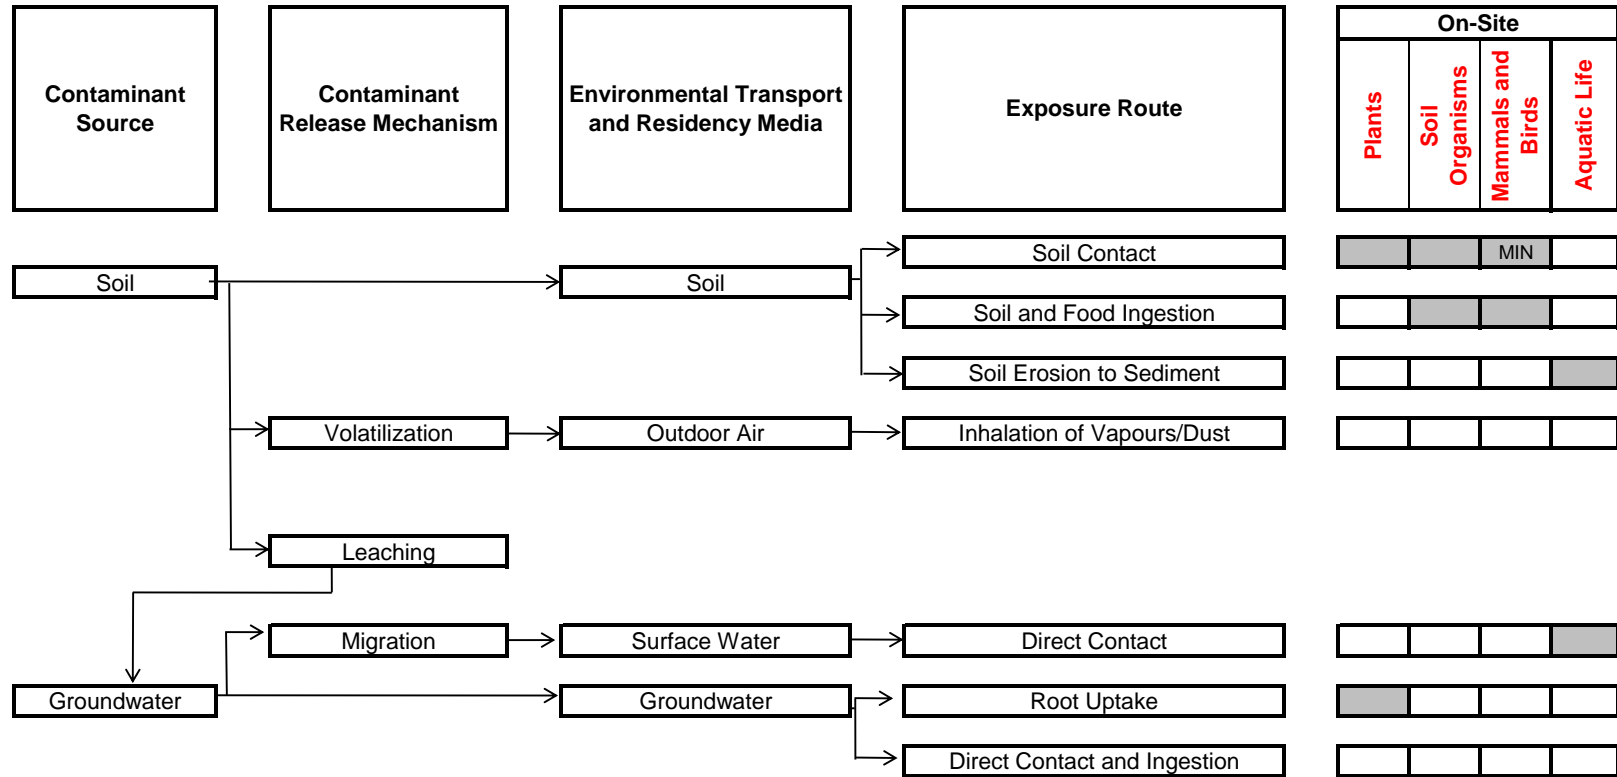 Contaminant
Source
Contaminant
Release Mechanism
Environmental Transport
and Residency Media
Exposure Route
On-Site
Plants
Soil
Organisms
Mammals and
Birds
Aquatic Life
Soil
Soil
Soil Contact
MIN
Soil and Food Ingestion
Soil Erosion to Sediment
Volatilization
Outdoor Air
Inhalation of Vapours/Dust
Leaching
Migration
Surface Water
Direct Contact
Groundwater
Groundwater
Root Uptake
Direct Contact and Ingestion